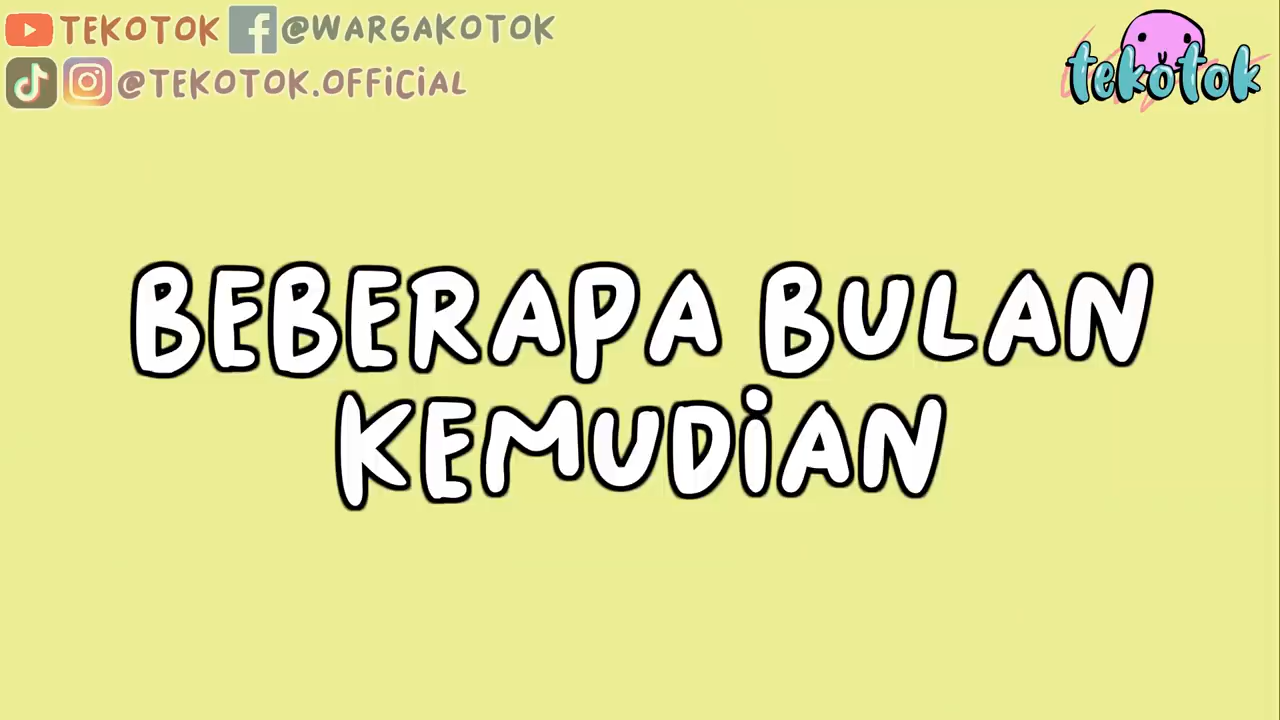 TEKOTOK @WARGAKOTOK
@TEKOTOK.OFFICIAL
tekotok
BEBERAPA BULAN
KEMUDIAN